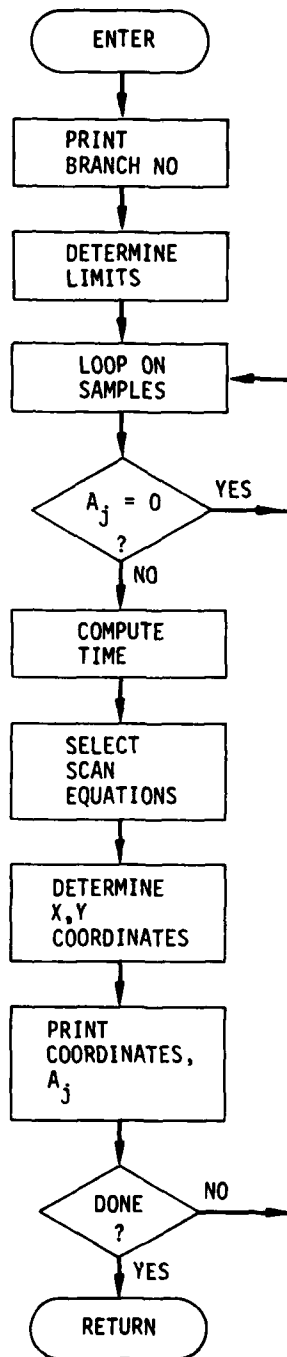 ENTER
PRINT
BRANCH NO
DETERMINE
LIMITS
LOOP ON
SAMPLES
A_j = 0
?
YES
NO
COMPUTE
TIME
SELECT
SCAN
EQUATIONS
DETERMINE
X,Y
COORDINATES
PRINT
COORDINATES,
A_j
DONE
?
NO
YES
RETURN